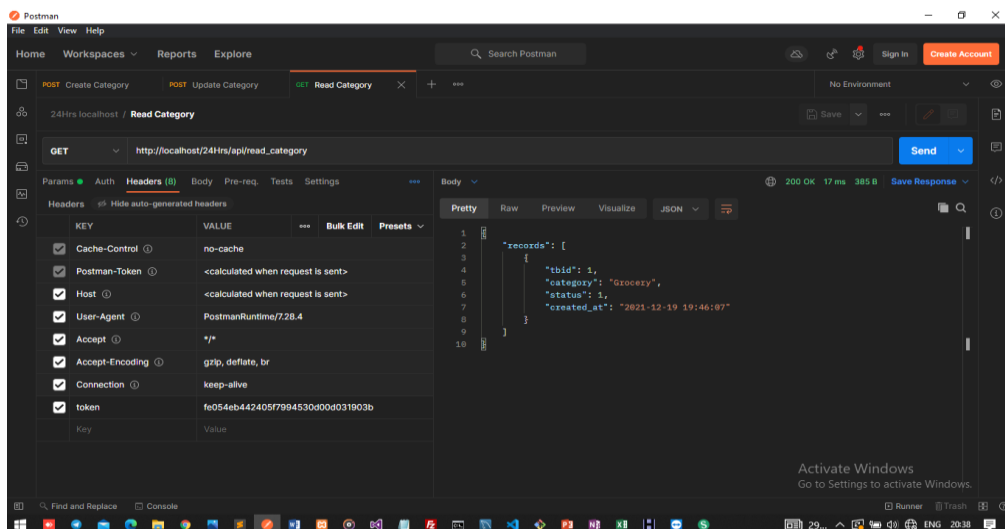 Postman
File Edit View Help
Home Workspaces Reports Explore Search Postman Sign In Create Account
POST Create Category POST Update Category GET Read Category No Environment
24Hrs localhost / Read Category Save
GET http://localhost/24Hrs/api/read_category Send
Params Auth Headers (8) Body Pre-req. Tests Settings
Body 200 OK 17 ms 385 B Save Response
Headers Hide auto-generated headers
Pretty Raw Preview Visualize JSON
KEY VALUE Bulk Edit Presets
Cache-Control no-cache
Postman-Token <calculated when request is sent>
Host <calculated when request is sent>
User-Agent PostmanRuntime/7.28.4
Accept */*
Accept-Encoding gzip, deflate, br
Connection keep-alive
token fe054eb442405f7994530d00d031903b
Key Value
1 {
2 "records": [
3 {
4 "tbid": 1,
5 "category": "Grocery",
6 "status": 1,
7 "created_at": "2021-12-19 19:46:07"
8 }
9 ]
10 }
Activate Windows
Go to Settings to activate Windows.
Find and Replace Console Runner Trash
29... ENG 20:38